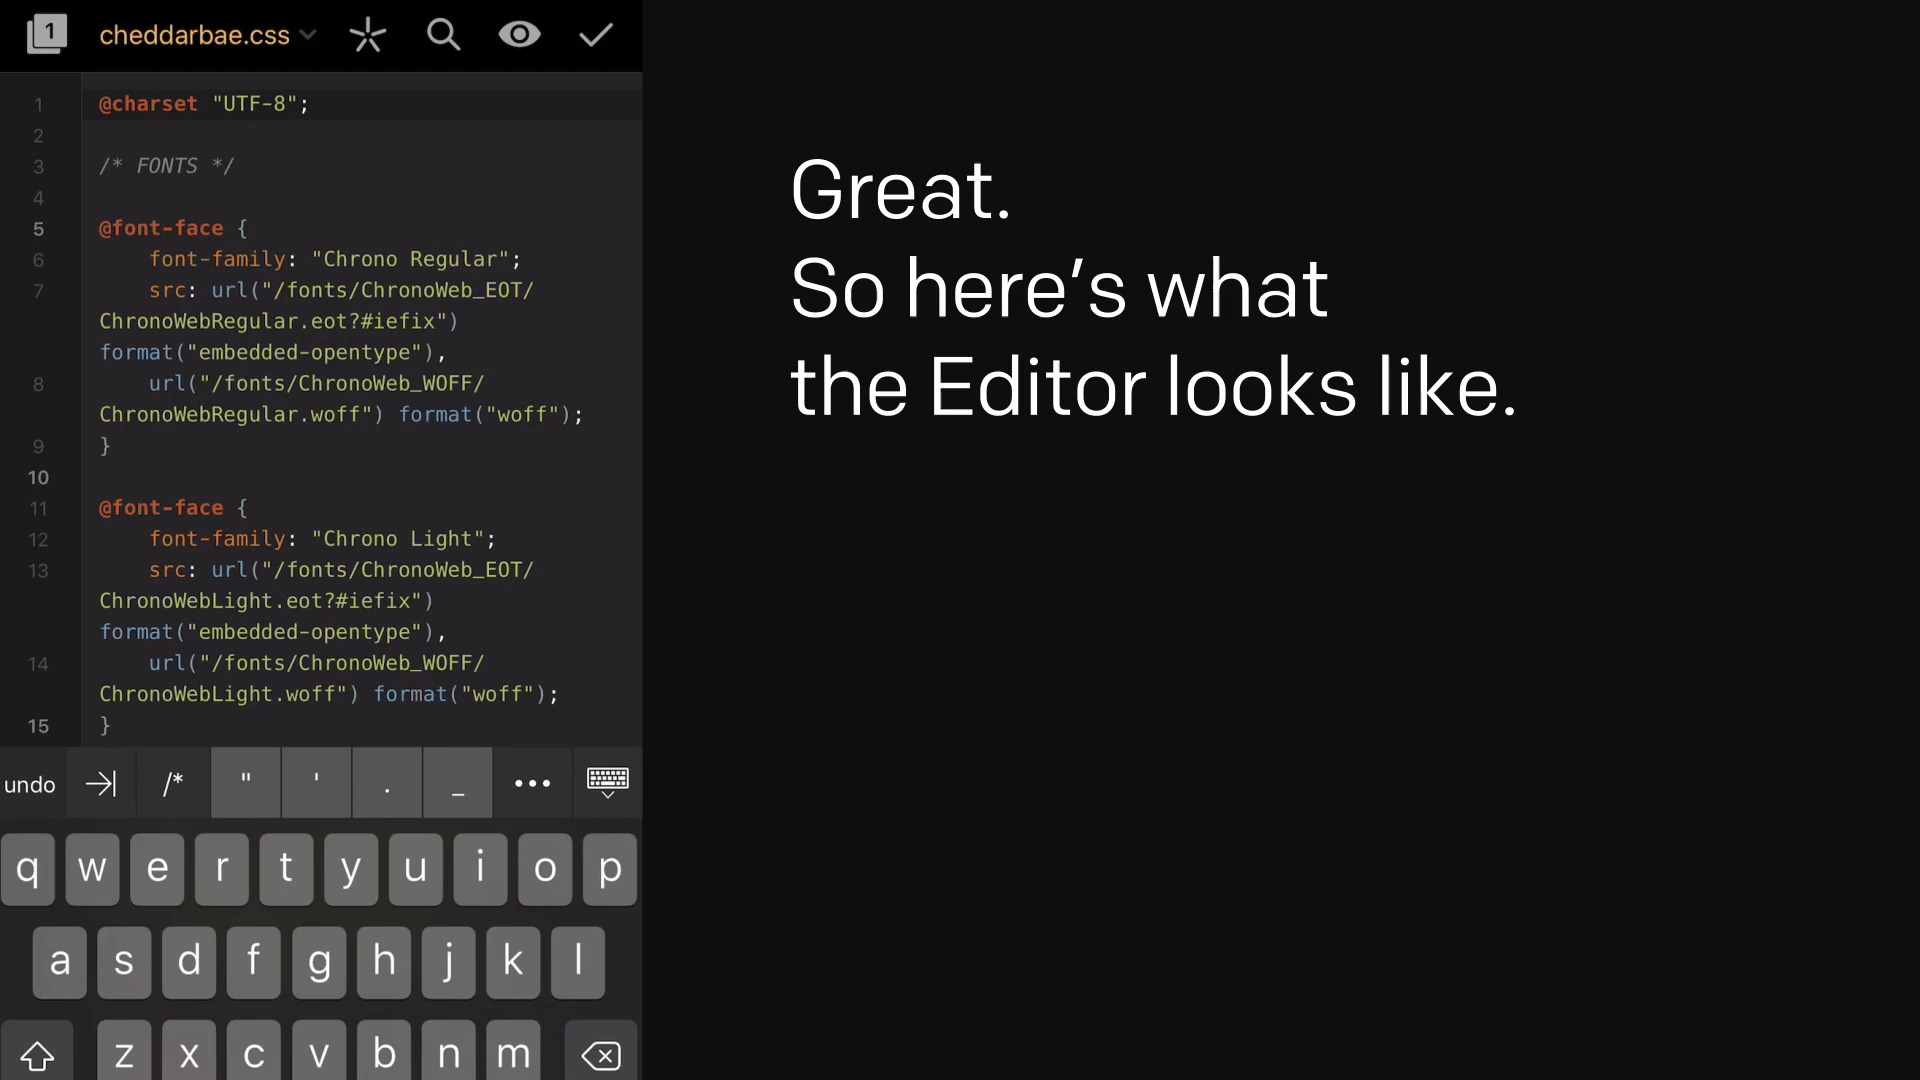 1 cheddarbae.css
1 @charset "UTF-8";
2
3 /* FONTS */
4
5 @font-face {
6 font-family: "Chrono Regular";
7 src: url("/fonts/ChronoWeb_EOT/
ChronoWebRegular.eot?#iefix")
format("embedded-opentype"),
8 url("/fonts/ChronoWeb_WOFF/
ChronoWebRegular.woff") format("woff");
9 }
10
11 @font-face {
12 font-family: "Chrono Light";
13 src: url("/fonts/ChronoWeb_EOT/
ChronoWebLight.eot?#iefix")
format("embedded-opentype"),
14 url("/fonts/ChronoWeb_WOFF/
ChronoWebLight.woff") format("woff");
15 }
undo /* " ' . _ •••
q w e r t y u i o p
a s d f g h j k l
z x c v b n m
Great.
So here’s what
the Editor looks like.